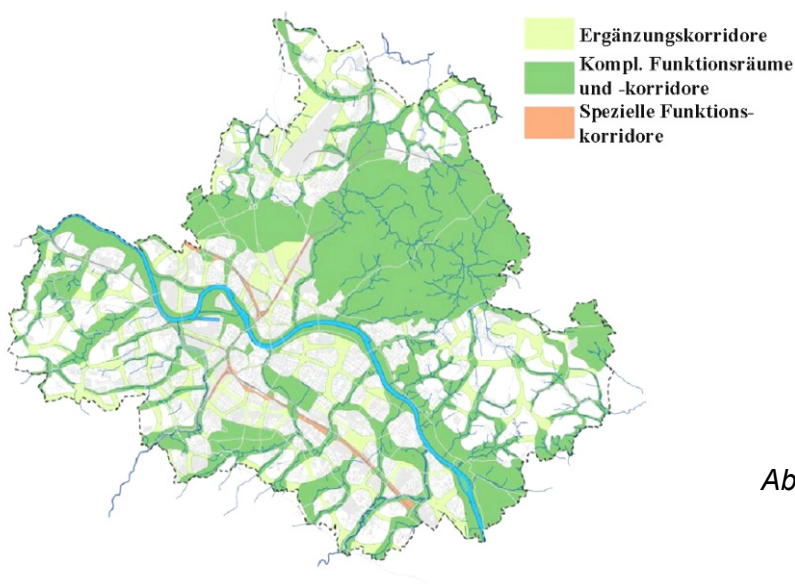 Ergänzungskorridore
Kompl. Funktionsräume
und -korridore
Spezielle Funktions-
korridore
Ab